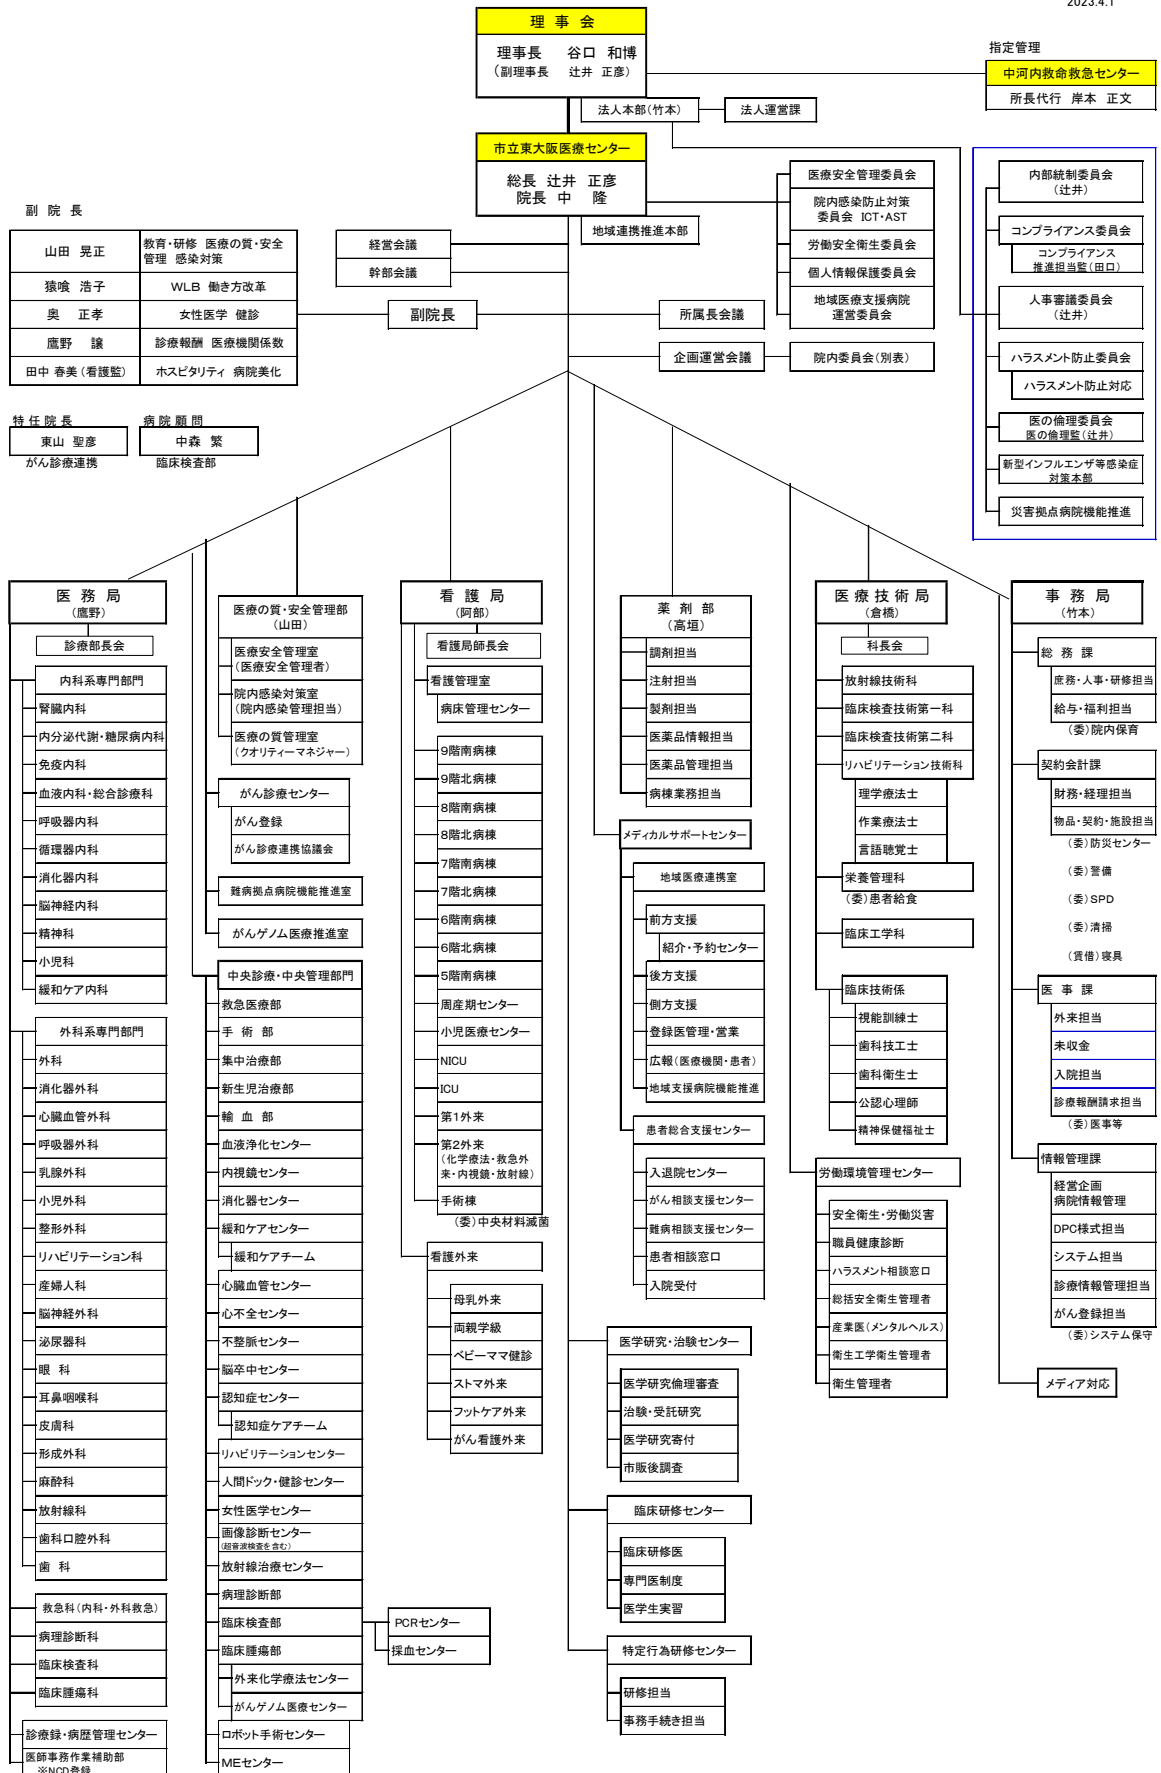 2023.4.1
理 事 会
理事長 谷口 和博
(副理事長 辻井 正彦)
指定管理
中河内救命救急センター
所長代行 岸本 正文
法人本部(竹本)
法人運営課
市立東大阪医療センター
総長 辻井 正彦
院長 中 隆
地域連携推進本部
医療安全管理委員会
院内感染防止対策
委員会 ICT・AST
労働安全衛生委員会
個人情報保護委員会
地域医療支援病院
運営委員会
内部統制委員会
(辻井)
コンプライアンス委員会
コンプライアンス
推進担当監(田口)
人事審議委員会
(辻井)
ハラスメント防止委員会
ハラスメント防止対応
医の倫理委員会
医の倫理監(辻井)
新型インフルエンザ等感染症
対策本部
災害拠点病院機能推進
副 院 長
山田 晃正
教育・研修 医療の質・安全
管理 感染対策
猿喰 浩子
WLB 働き方改革
奥 正孝
女性医学 健診
鷹野 譲
診療報酬 医療機関係数
田中 春美(看護監)
ホスピタリティ 病院美化
経営会議
幹部会議
副院長
所属長会議
企画運営会議
院内委員会(別表)
特 任 院 長
東山 聖彦
がん診療連携
病 院 顧 問
中森 繁
臨床検査部
医 務 局
(鷹野)
診療部長会
内科系専門部門
腎臓内科
内分泌代謝・糖尿病内科
免疫内科
血液内科・総合診療科
呼吸器内科
循環器内科
消化器内科
脳神経内科
精神科
小児科
緩和ケア内科
外科系専門部門
外科
消化器外科
心臓血管外科
呼吸器外科
乳腺外科
小児外科
整形外科
リハビリテーション科
産婦人科
脳神経外科
泌尿器科
眼 科
耳鼻咽喉科
皮膚科
形成外科
麻酔科
放射線科
歯科口腔外科
歯 科
救急科(内科・外科救急)
病理診断科
臨床検査科
臨床腫瘍科
診療録・病歴管理センター
医師事務作業補助部
※NCD登録
医療の質・安全管理部
(山田)
医療安全管理室
(医療安全管理者)
院内感染対策室
(院内感染管理担当)
医療の質管理室
(クオリティーマネジャー)
がん診療センター
がん登録
がん診療連携協議会
難病拠点病院機能推進室
がんゲノム医療推進室
中央診療・中央管理部門
救急医療部
手 術 部
集中治療部
新生児治療部
輸 血 部
血液浄化センター
内視鏡センター
消化器センター
緩和ケアセンター
緩和ケアチーム
心臓血管センター
心不全センター
不整脈センター
脳卒中センター
認知症センター
認知症ケアチーム
リハビリテーションセンター
人間ドック・健診センター
女性医学センター
画像診断センター
(超音波検査を含む)
放射線治療センター
病理診断部
臨床検査部
臨床腫瘍部
外来化学療法センター
がんゲノム医療センター
ロボット手術センター
MEセンター
PCRセンター
採血センター
看 護 局
(阿部)
看護局師長会
看護管理室
病床管理センター
9階南病棟
9階北病棟
8階南病棟
8階北病棟
7階南病棟
7階北病棟
6階南病棟
6階北病棟
5階南病棟
周産期センター
小児医療センター
NICU
ICU
第1外来
第2外来
(化学療法・救急外
来・内視鏡・放射線)
手術棟
(委)中央材料滅菌
看護外来
母乳外来
両親学級
ベビーママ健診
ストマ外来
フットケア外来
がん看護外来
薬 剤 部
(高垣)
調剤担当
注射担当
製剤担当
医薬品情報担当
医薬品管理担当
病棟業務担当
メディカルサポートセンター
地域医療連携室
前方支援
紹介・予約センター
後方支援
側方支援
登録医管理・営業
広報(医療機関・患者)
地域支援病院機能推進
患者総合支援センター
入退院センター
がん相談支援センター
難病相談支援センター
患者相談窓口
入院受付
医学研究・治験センター
医学研究倫理審査
治験・受託研究
医学研究寄付
市販後調査
臨床研修センター
臨床研修医
専門医制度
医学生実習
特定行為研修センター
研修担当
事務手続き担当
医 療 技 術 局
(倉橋)
科長会
放射線技術科
臨床検査技術第一科
臨床検査技術第二科
リハビリテーション技術科
理学療法士
作業療法士
言語聴覚士
栄養管理科
(委)患者給食
臨床工学科
臨床技術係
視能訓練士
歯科技工士
歯科衛生士
公認心理師
精神保健福祉士
労働環境管理センター
安全衛生・労働災害
職員健康診断
ハラスメント相談窓口
総括安全衛生管理者
産業医(メンタルヘルス)
衛生工学衛生管理者
衛生管理者
事 務 局
(竹本)
総 務 課
庶務・人事・研修担当
給与・福利担当
(委)院内保育
契約会計課
財務・経理担当
物品・契約・施設担当
(委)防災センター
(委)警備
(委)SPD
(委)清掃
(賃借)寝具
医 事 課
外来担当
未収金
入院担当
診療報酬請求担当
(委)医事等
情報管理課
経営企画
病院情報管理
DPC様式担当
システム担当
診療情報管理担当
がん登録担当
(委)システム保守
メディア対応